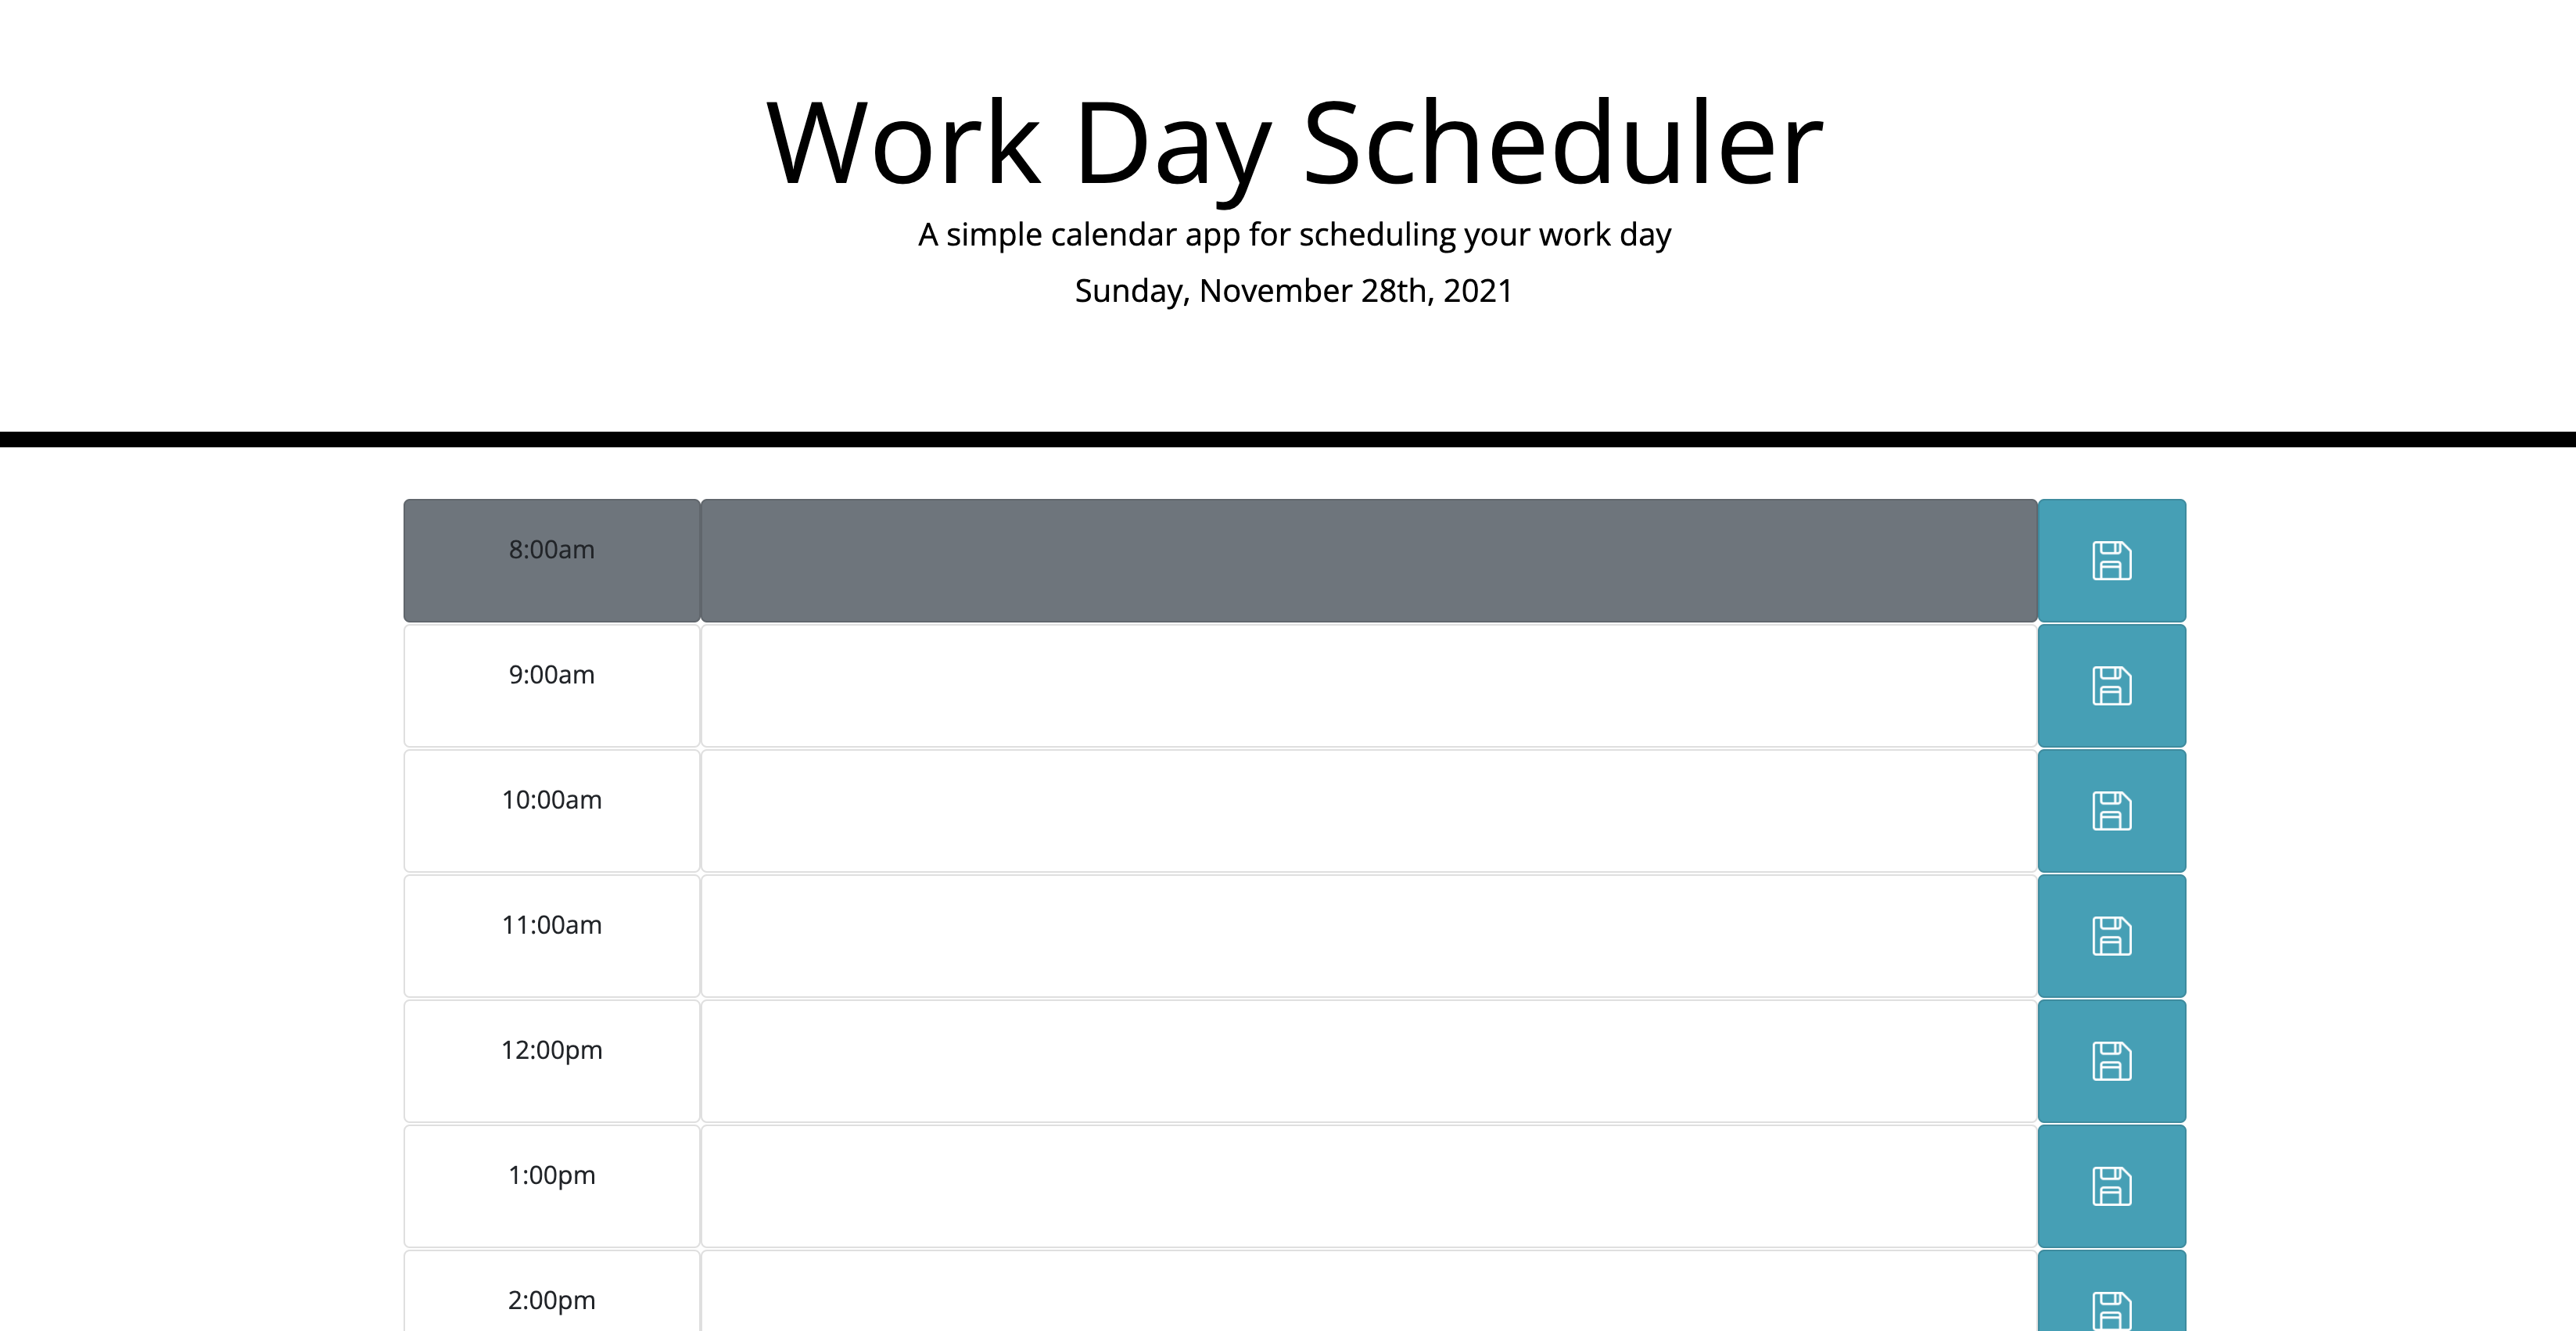 Work Day Scheduler
A simple calendar app for scheduling your work day
Sunday, November 28th, 2021
8:00am
9:00am
10:00am
11:00am
12:00pm
1:00pm
2:00pm